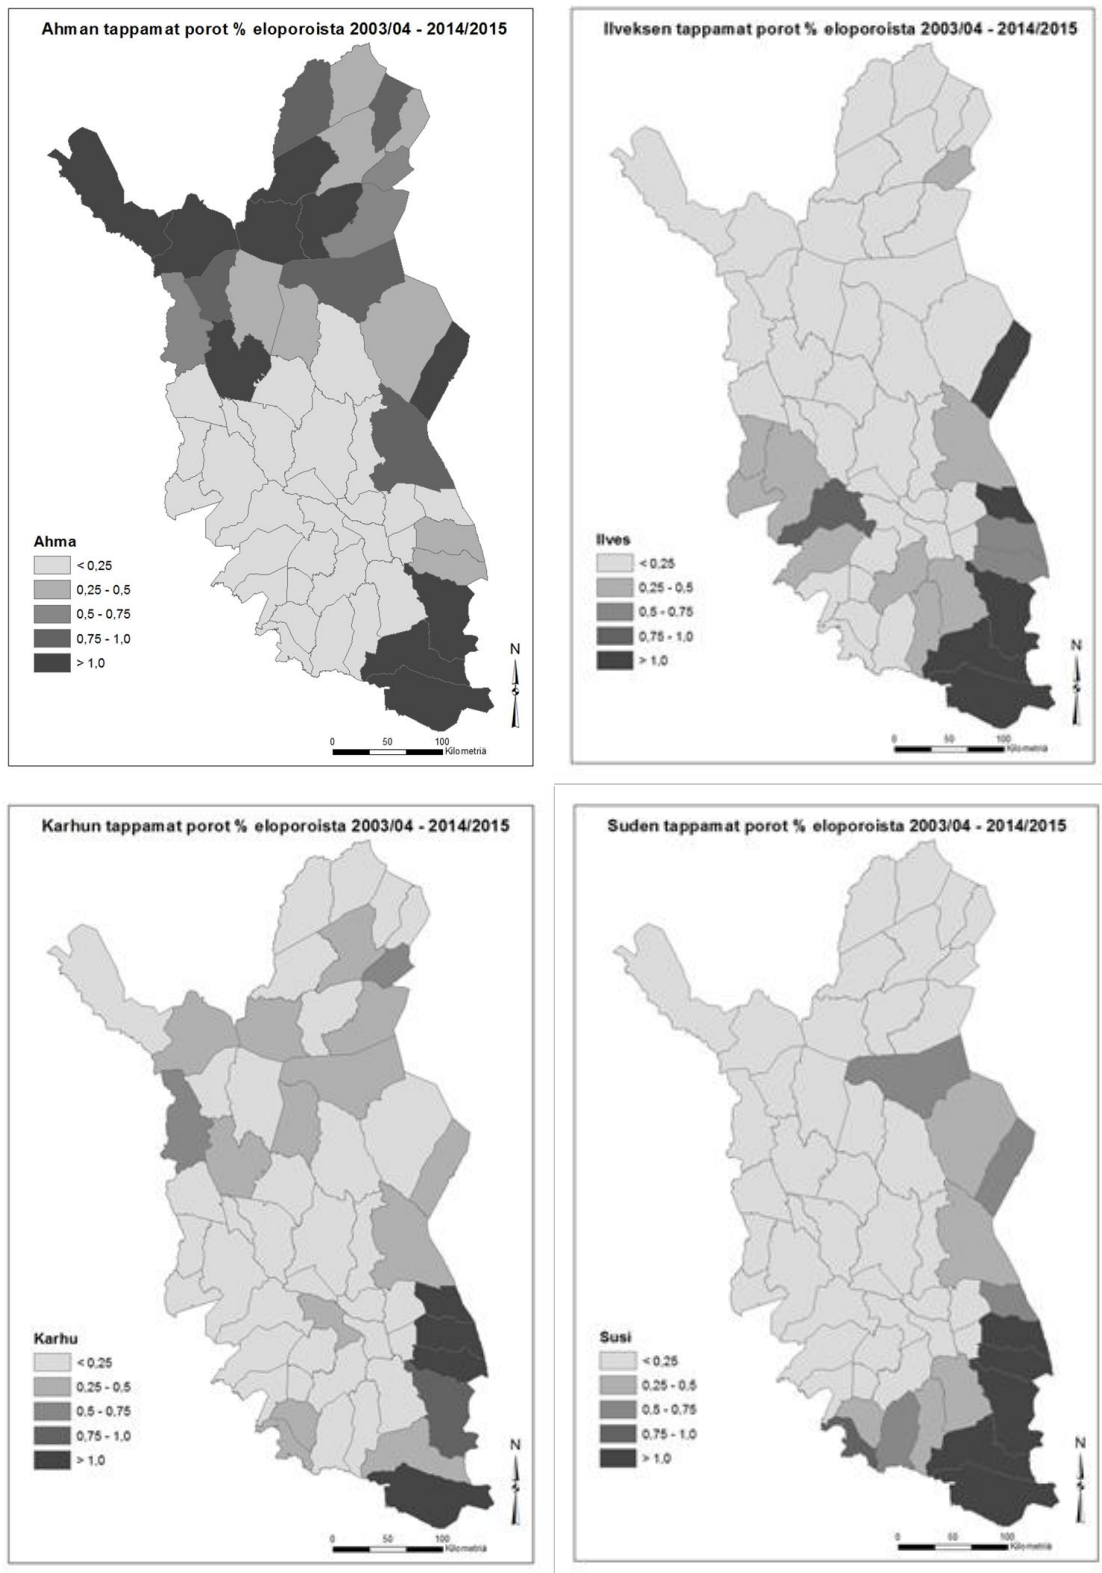 Ahman tappamat porot % eloporoista 2003/04 - 2014/2015
Ahma
< 0,25
0,25 - 0,5
0,5 - 0,75
0,75 - 1,0
> 1,0
N
0 50 100
Kilometriä
Ilveksen tappamat porot % eloporoista 2003/04 - 2014/2015
Ilves
< 0,25
0,25 - 0,5
0,5 - 0,75
0,75 - 1,0
> 1,0
N
0 50 100
Kilometriä
Karhun tappamat porot % eloporoista 2003/04 - 2014/2015
Karhu
< 0,25
0,25 - 0,5
0,5 - 0,75
0,75 - 1,0
> 1,0
N
0 50 100
Kilometriä
Suden tappamat porot % eloporoista 2003/04 - 2014/2015
Susi
< 0,25
0,25 - 0,5
0,5 - 0,75
0,75 - 1,0
> 1,0
N
0 50 100
Kilometriä